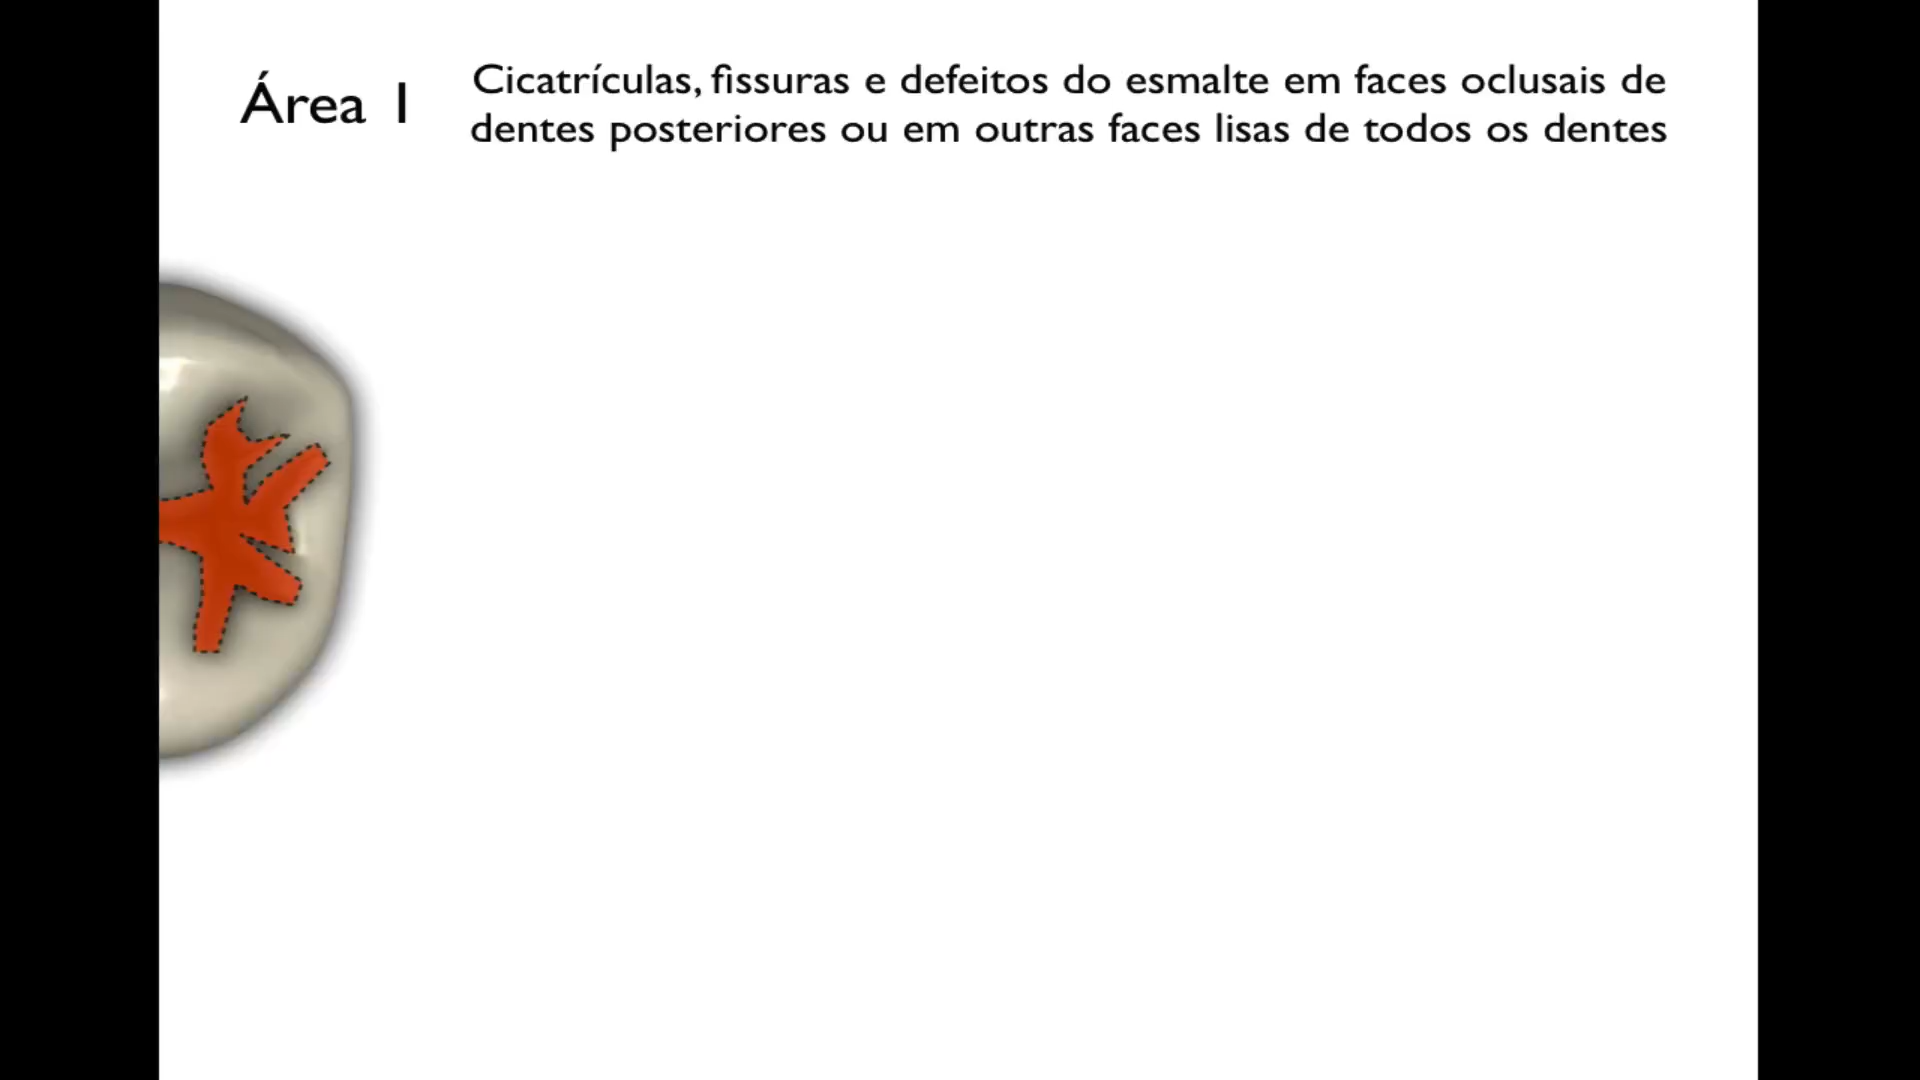 Área 1
Cicatrículas, fissuras e defeitos do esmalte em faces oclusais de
dentes posteriores ou em outras faces lisas de todos os dentes